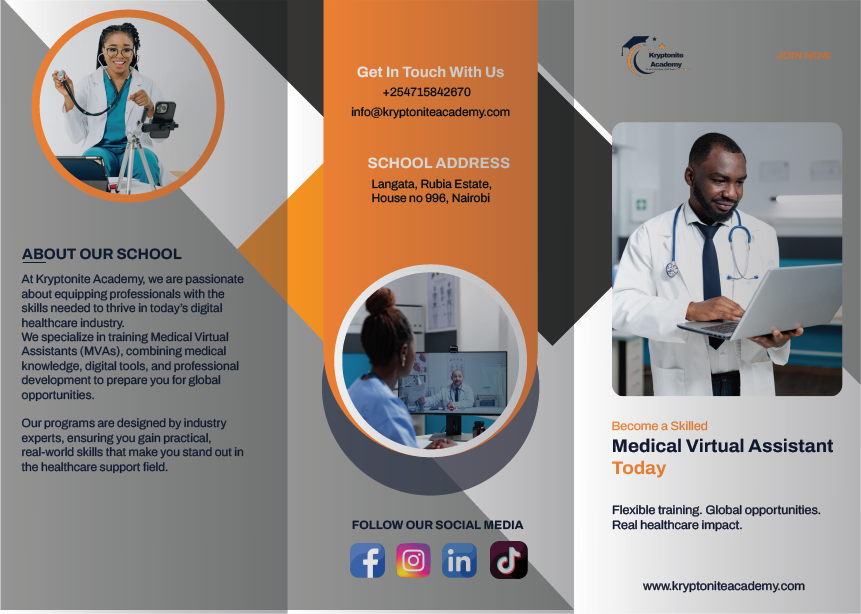 ABOUT OUR SCHOOL
At Kryptonite Academy, we are passionate
about equipping professionals with the
skills needed to thrive in today's digital
healthcare industry.
We specialize in training Medical Virtual
Assistants (MVAs), combining medical
knowledge, digital tools, and professional
development to prepare you for global
opportunities.
Our programs are designed by industry
experts, ensuring you gain practical,
real-world skills that make you stand out in
the healthcare support field.
Get In Touch With Us
+254715842670
info@kryptoniteacademy.com
SCHOOL ADDRESS
Langata, Rubia Estate,
House no 996, Nairobi
FOLLOW OUR SOCIAL MEDIA
Kryptonite
Academy
JOIN NOW
Become a Skilled
Medical Virtual Assistant
Today
Flexible training. Global opportunities.
Real healthcare impact.
www.kryptoniteacademy.com